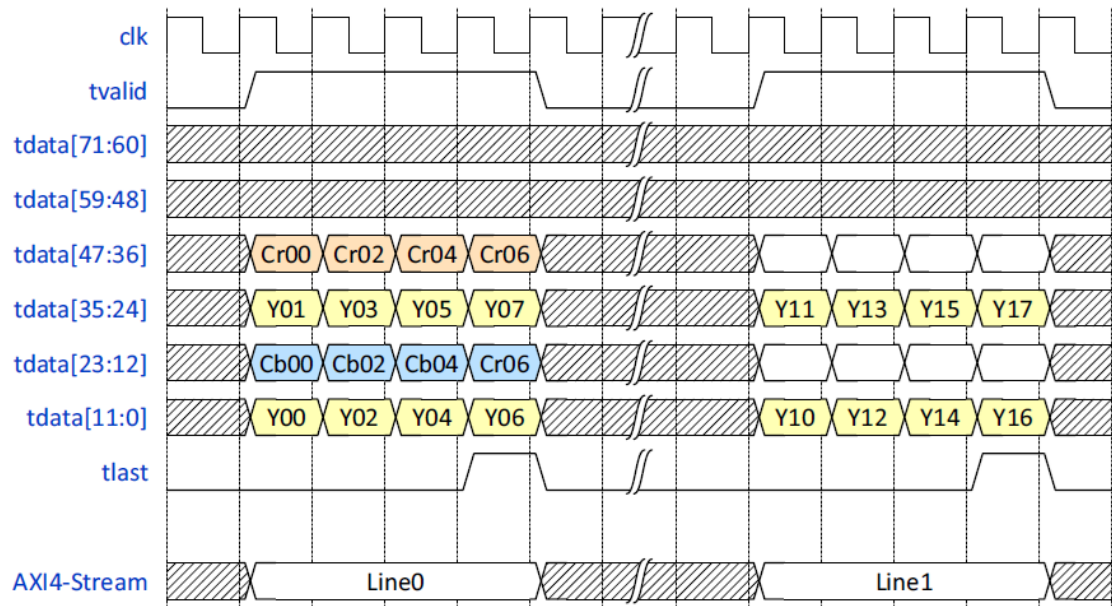 clk
tvalid
tdata[71:60]
tdata[59:48]
tdata[47:36] Cr00 Cr02 Cr04 Cr06
tdata[35:24] Y01 Y03 Y05 Y07 Y11 Y13 Y15 Y17
tdata[23:12] Cb00 Cb02 Cb04 Cr06
tdata[11:0] Y00 Y02 Y04 Y06 Y10 Y12 Y14 Y16
tlast
AXI4-Stream Line0 Line1